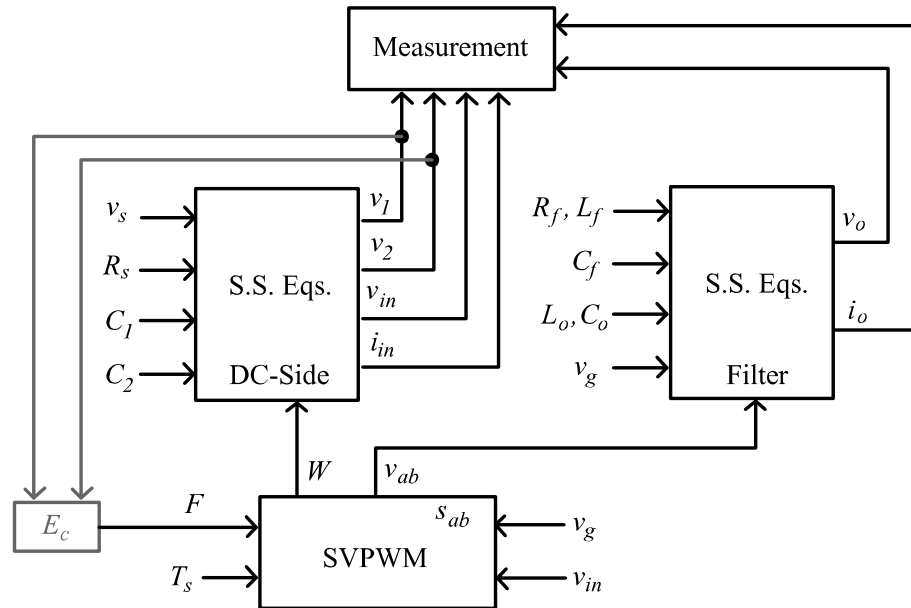 Measurement
v_s
R_s
C_1
C_2
S.S. Eqs.
DC-Side
v_1
v_2
v_in
i_in
R_f, L_f
C_f
L_o, C_o
v_g
S.S. Eqs.
Filter
v_o
i_o
W
v_ab
E_c
F
T_s
s_ab
SVPWM
v_g
v_in